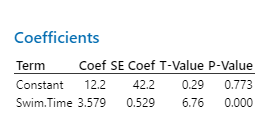 Coefficients
Term Coef SE Coef T-Value P-Value
Constant 12.2 42.2 0.29 0.773
Swim.Time 3.579 0.529 6.76 0.000